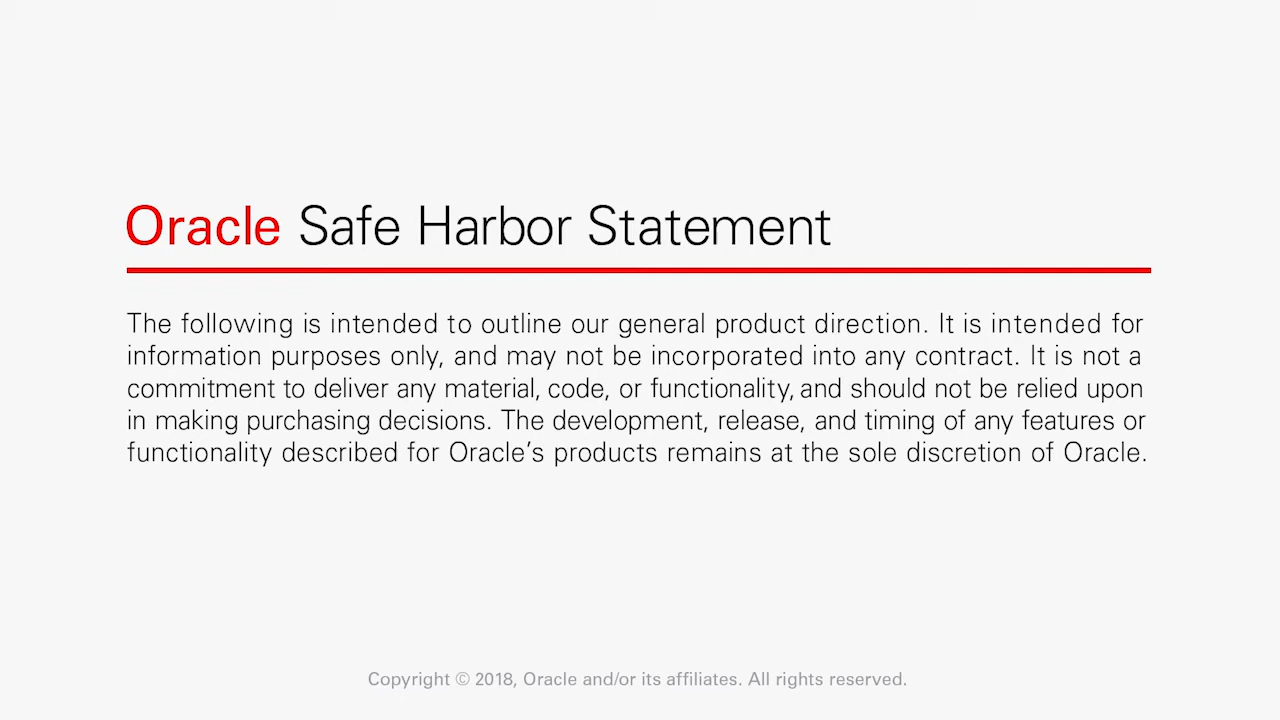 Oracle Safe Harbor Statement
The following is intended to outline our general product direction. It is intended for
information purposes only, and may not be incorporated into any contract. It is not a
commitment to deliver any material, code, or functionality, and should not be relied upon
in making purchasing decisions. The development, release, and timing of any features or
functionality described for Oracle’s products remains at the sole discretion of Oracle.
Copyright © 2018, Oracle and/or its affiliates. All rights reserved.